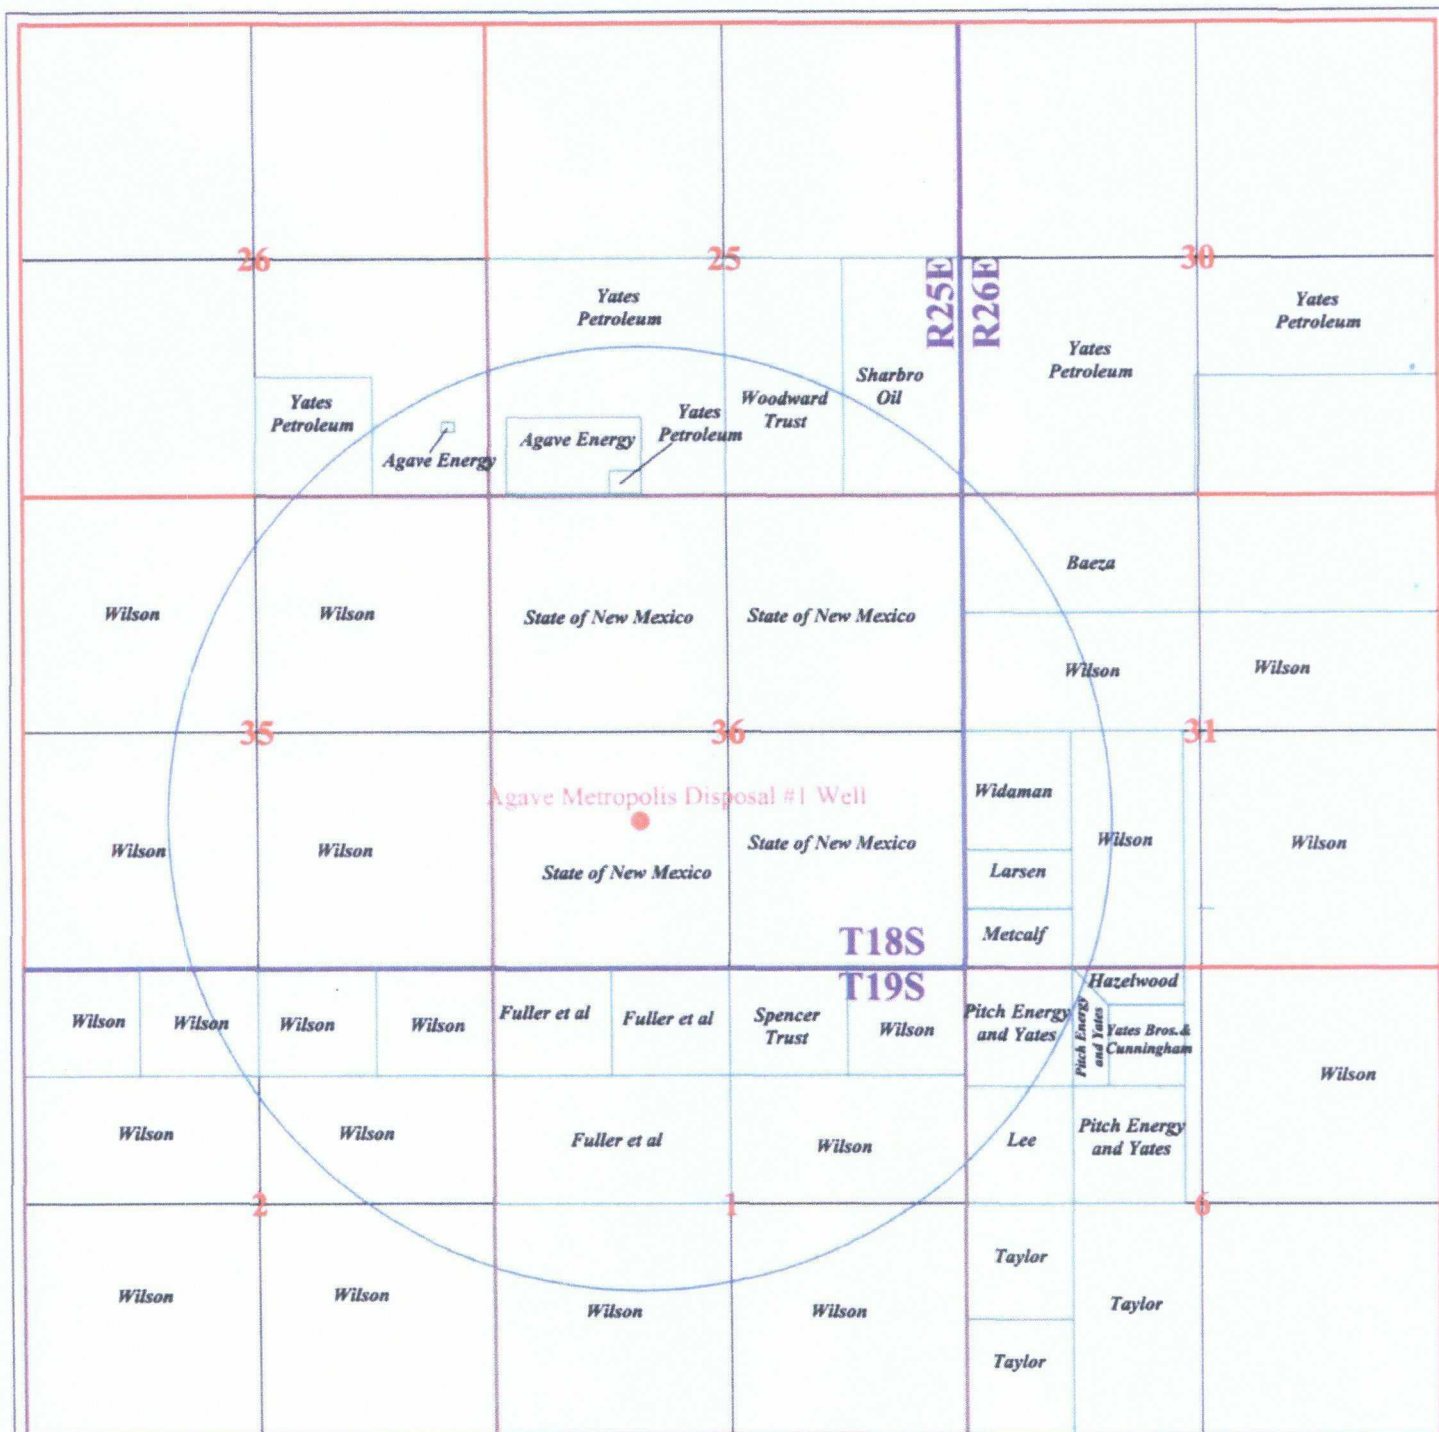 26
25
30
R25E
R26E
Yates
Petroleum
Yates
Petroleum
Yates
Petroleum
Sharbro
Oil
Yates
Petroleum
Woodward
Trust
Yates
Petroleum
Agave Energy
Agave Energy
Baeza
Wilson
Wilson
State of New Mexico
State of New Mexico
Wilson
Wilson
35
36
31
Agave Metropolis Disposal #1 Well
Widaman
Wilson
Wilson
Wilson
Wilson
State of New Mexico
State of New Mexico
Larsen
Metcalf
T18S
T19S
Hazelwood
Wilson
Wilson
Wilson
Wilson
Fuller et al
Fuller et al
Spencer
Trust
Wilson
Pitch Energy
and Yates
Pitch Energy
and Yates
Yates Bros.&
Cunningham
Wilson
Wilson
Wilson
Fuller et al
Wilson
Lee
Pitch Energy
and Yates
2
1
6
Taylor
Wilson
Wilson
Wilson
Wilson
Taylor
Taylor